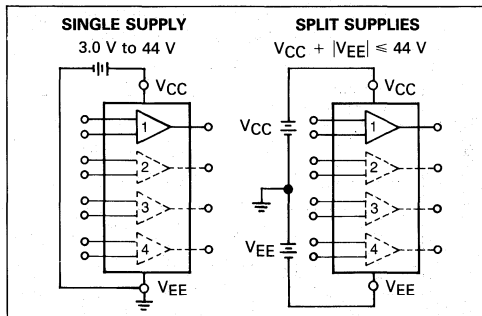 SINGLE SUPPLY
3.0 V to 44 V
VCC
1
2
3
4
VEE
SPLIT SUPPLIES
VCC + |VEE| ≤ 44 V
VCC
VCC
1
2
3
4
VEE
VEE